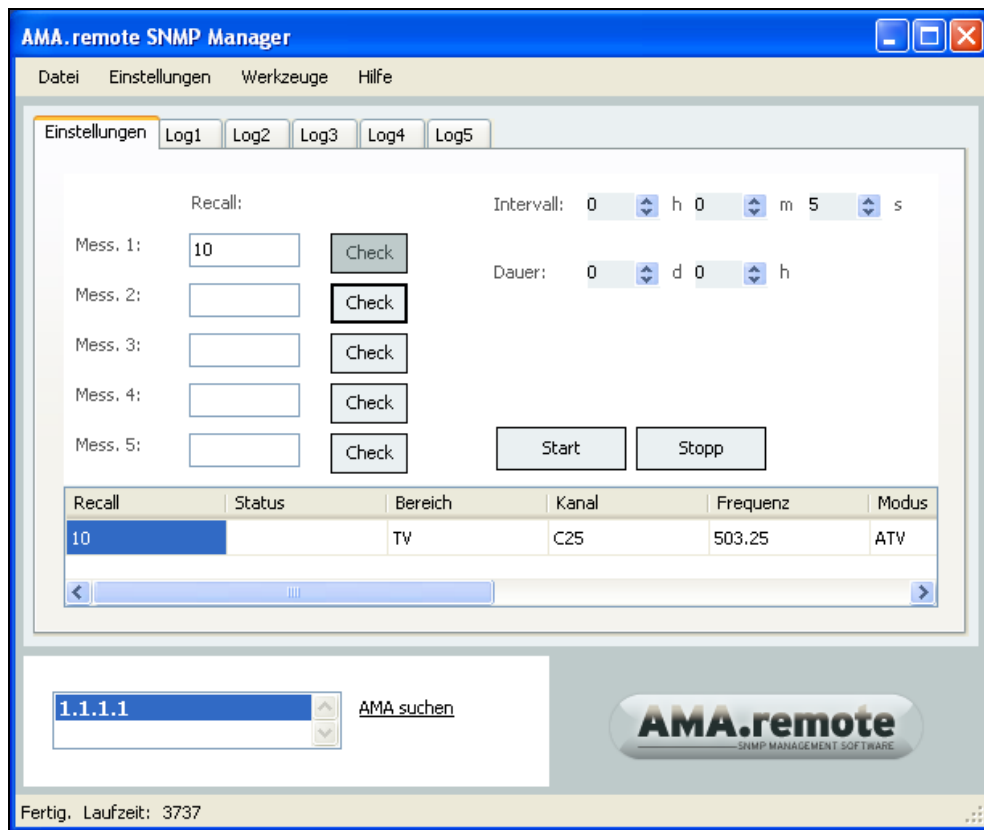 AMA.remote SNMP Manager
Datei Einstellungen Werkzeuge Hilfe
Einstellungen Log1 Log2 Log3 Log4 Log5
Recall: Intervall: 0 h 0 m 5 s
Mess. 1: 10 Check
Dauer: 0 d 0 h
Mess. 2: Check
Mess. 3: Check
Mess. 4: Check
Mess. 5: Check Start Stopp
Recall Status Bereich Kanal Frequenz Modus
10 TV C25 503.25 ATV
1.1.1.1 AMA suchen
AMA.remote
SNMP MANAGEMENT SOFTWARE
Fertig. Laufzeit: 3737